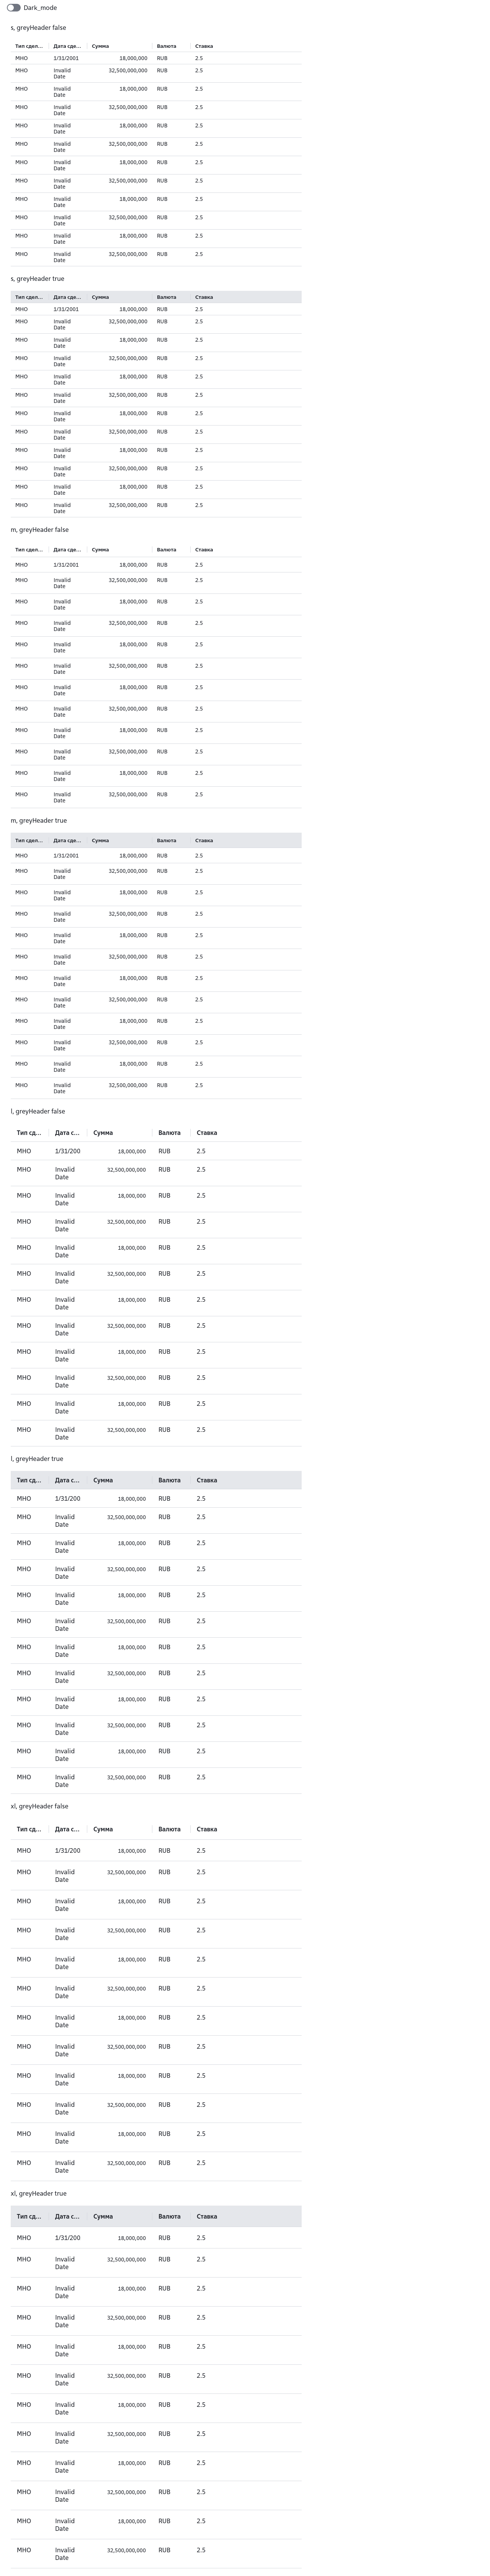 Dark_mode
s, greyHeader false
Тип сдел... Дата сде... Сумма Валюта Ставка
МНО 1/31/2001 18,000,000 RUB 2.5
МНО Invalid 32,500,000,000 RUB 2.5
Date
МНО Invalid 18,000,000 RUB 2.5
Date
МНО Invalid 32,500,000,000 RUB 2.5
Date
МНО Invalid 18,000,000 RUB 2.5
Date
МНО Invalid 32,500,000,000 RUB 2.5
Date
МНО Invalid 18,000,000 RUB 2.5
Date
МНО Invalid 32,500,000,000 RUB 2.5
Date
МНО Invalid 18,000,000 RUB 2.5
Date
МНО Invalid 32,500,000,000 RUB 2.5
Date
МНО Invalid 18,000,000 RUB 2.5
Date
МНО Invalid 32,500,000,000 RUB 2.5
Date
s, greyHeader true
Тип сдел... Дата сде... Сумма Валюта Ставка
МНО 1/31/2001 18,000,000 RUB 2.5
МНО Invalid 32,500,000,000 RUB 2.5
Date
МНО Invalid 18,000,000 RUB 2.5
Date
МНО Invalid 32,500,000,000 RUB 2.5
Date
МНО Invalid 18,000,000 RUB 2.5
Date
МНО Invalid 32,500,000,000 RUB 2.5
Date
МНО Invalid 18,000,000 RUB 2.5
Date
МНО Invalid 32,500,000,000 RUB 2.5
Date
МНО Invalid 18,000,000 RUB 2.5
Date
МНО Invalid 32,500,000,000 RUB 2.5
Date
МНО Invalid 18,000,000 RUB 2.5
Date
МНО Invalid 32,500,000,000 RUB 2.5
Date
m, greyHeader false
Тип сдел... Дата сде... Сумма Валюта Ставка
МНО 1/31/2001 18,000,000 RUB 2.5
МНО Invalid 32,500,000,000 RUB 2.5
Date
МНО Invalid 18,000,000 RUB 2.5
Date
МНО Invalid 32,500,000,000 RUB 2.5
Date
МНО Invalid 18,000,000 RUB 2.5
Date
МНО Invalid 32,500,000,000 RUB 2.5
Date
МНО Invalid 18,000,000 RUB 2.5
Date
МНО Invalid 32,500,000,000 RUB 2.5
Date
МНО Invalid 18,000,000 RUB 2.5
Date
МНО Invalid 32,500,000,000 RUB 2.5
Date
МНО Invalid 18,000,000 RUB 2.5
Date
МНО Invalid 32,500,000,000 RUB 2.5
Date
m, greyHeader true
Тип сдел... Дата сде... Сумма Валюта Ставка
МНО 1/31/2001 18,000,000 RUB 2.5
МНО Invalid 32,500,000,000 RUB 2.5
Date
МНО Invalid 18,000,000 RUB 2.5
Date
МНО Invalid 32,500,000,000 RUB 2.5
Date
МНО Invalid 18,000,000 RUB 2.5
Date
МНО Invalid 32,500,000,000 RUB 2.5
Date
МНО Invalid 18,000,000 RUB 2.5
Date
МНО Invalid 32,500,000,000 RUB 2.5
Date
МНО Invalid 18,000,000 RUB 2.5
Date
МНО Invalid 32,500,000,000 RUB 2.5
Date
МНО Invalid 18,000,000 RUB 2.5
Date
МНО Invalid 32,500,000,000 RUB 2.5
Date
l, greyHeader false
Тип сд... Дата с... Сумма Валюта Ставка
МНО 1/31/200 18,000,000 RUB 2.5
МНО Invalid 32,500,000,000 RUB 2.5
Date
МНО Invalid 18,000,000 RUB 2.5
Date
МНО Invalid 32,500,000,000 RUB 2.5
Date
МНО Invalid 18,000,000 RUB 2.5
Date
МНО Invalid 32,500,000,000 RUB 2.5
Date
МНО Invalid 18,000,000 RUB 2.5
Date
МНО Invalid 32,500,000,000 RUB 2.5
Date
МНО Invalid 18,000,000 RUB 2.5
Date
МНО Invalid 32,500,000,000 RUB 2.5
Date
МНО Invalid 18,000,000 RUB 2.5
Date
МНО Invalid 32,500,000,000 RUB 2.5
Date
l, greyHeader true
Тип сд... Дата с... Сумма Валюта Ставка
МНО 1/31/200 18,000,000 RUB 2.5
МНО Invalid 32,500,000,000 RUB 2.5
Date
МНО Invalid 18,000,000 RUB 2.5
Date
МНО Invalid 32,500,000,000 RUB 2.5
Date
МНО Invalid 18,000,000 RUB 2.5
Date
МНО Invalid 32,500,000,000 RUB 2.5
Date
МНО Invalid 18,000,000 RUB 2.5
Date
МНО Invalid 32,500,000,000 RUB 2.5
Date
МНО Invalid 18,000,000 RUB 2.5
Date
МНО Invalid 32,500,000,000 RUB 2.5
Date
МНО Invalid 18,000,000 RUB 2.5
Date
МНО Invalid 32,500,000,000 RUB 2.5
Date
xl, greyHeader false
Тип сд... Дата с... Сумма Валюта Ставка
МНО 1/31/200 18,000,000 RUB 2.5
МНО Invalid 32,500,000,000 RUB 2.5
Date
МНО Invalid 18,000,000 RUB 2.5
Date
МНО Invalid 32,500,000,000 RUB 2.5
Date
МНО Invalid 18,000,000 RUB 2.5
Date
МНО Invalid 32,500,000,000 RUB 2.5
Date
МНО Invalid 18,000,000 RUB 2.5
Date
МНО Invalid 32,500,000,000 RUB 2.5
Date
МНО Invalid 18,000,000 RUB 2.5
Date
МНО Invalid 32,500,000,000 RUB 2.5
Date
МНО Invalid 18,000,000 RUB 2.5
Date
МНО Invalid 32,500,000,000 RUB 2.5
Date
xl, greyHeader true
Тип сд... Дата с... Сумма Валюта Ставка
МНО 1/31/200 18,000,000 RUB 2.5
МНО Invalid 32,500,000,000 RUB 2.5
Date
МНО Invalid 18,000,000 RUB 2.5
Date
МНО Invalid 32,500,000,000 RUB 2.5
Date
МНО Invalid 18,000,000 RUB 2.5
Date
МНО Invalid 32,500,000,000 RUB 2.5
Date
МНО Invalid 18,000,000 RUB 2.5
Date
МНО Invalid 32,500,000,000 RUB 2.5
Date
МНО Invalid 18,000,000 RUB 2.5
Date
МНО Invalid 32,500,000,000 RUB 2.5
Date
МНО Invalid 18,000,000 RUB 2.5
Date
МНО Invalid 32,500,000,000 RUB 2.5
Date